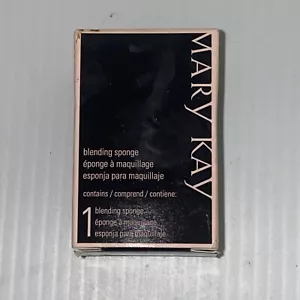 MARY KAY
blending sponge
éponge à maquillage
esponja para maquillaje
contains / comprend / contiene:
1 blending sponge
éponge à maquillage
esponja para maquillaje